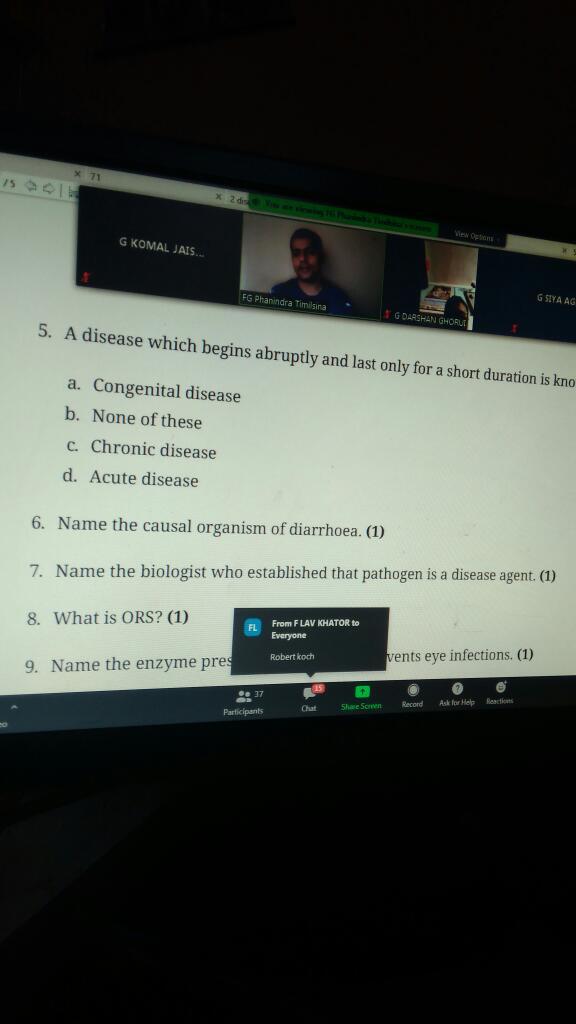 71
/5
2 dis
You are viewing FG Phanindra Timilsina's screen
View Options
G KOMAL JAIS...
FG Phanindra Timilsina
G DARSHAN GHORUI
G SIYA AG
5. A disease which begins abruptly and last only for a short duration is kno
a. Congenital disease
b. None of these
c. Chronic disease
d. Acute disease
6. Name the causal organism of diarrhoea. (1)
7. Name the biologist who established that pathogen is a disease agent. (1)
8. What is ORS? (1)
FL
From F LAV KHATOR to
Everyone
Robert koch
9. Name the enzyme pres vents eye infections. (1)
37
15
Participants
Chat
Share Screen
Record
Ask for Help
Reactions